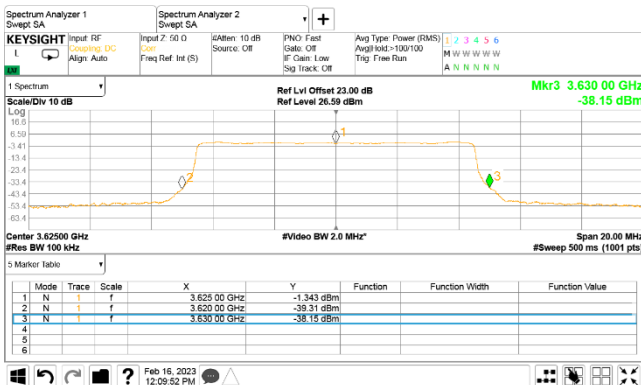 Spectrum Analyzer 1
Swept SA
Spectrum Analyzer 2
Swept SA
KEYSIGHT
L
Input: RF
Coupling: DC
Align: Auto
Input Z: 50 Ω
Corr
Freq Ref: Int (S)
#Atten: 10 dB
Source: Off
PNO: Fast
Gate: Off
IF Gain: Low
Sig Track: Off
Avg Type: Power (RMS)
Avg|Hold:>100/100
Trig: Free Run
1 2 3 4 5 6
M W W W W W
A N N N N N
1 Spectrum
Scale/Div 10 dB
Ref Lvl Offset 23.00 dB
Ref Level 26.59 dBm
Mkr3 3.630 00 GHz
-38.15 dBm
Log
16.6
6.59
-3.41
-13.4
-23.4
-33.4
-43.4
-53.4
-63.4
1
2
3
Center 3.62500 GHz
#Res BW 100 kHz
#Video BW 2.0 MHz*
Span 20.00 MHz
#Sweep 500 ms (1001 pts)
5 Marker Table
Mode Trace Scale X Y Function Function Width Function Value
1 N 1 f 3.625 00 GHz -1.343 dBm
2 N 1 f 3.620 00 GHz -39.31 dBm
3 N 1 f 3.630 00 GHz -38.15 dBm
4
5
6
?
Feb 16, 2023
12:09:52 PM